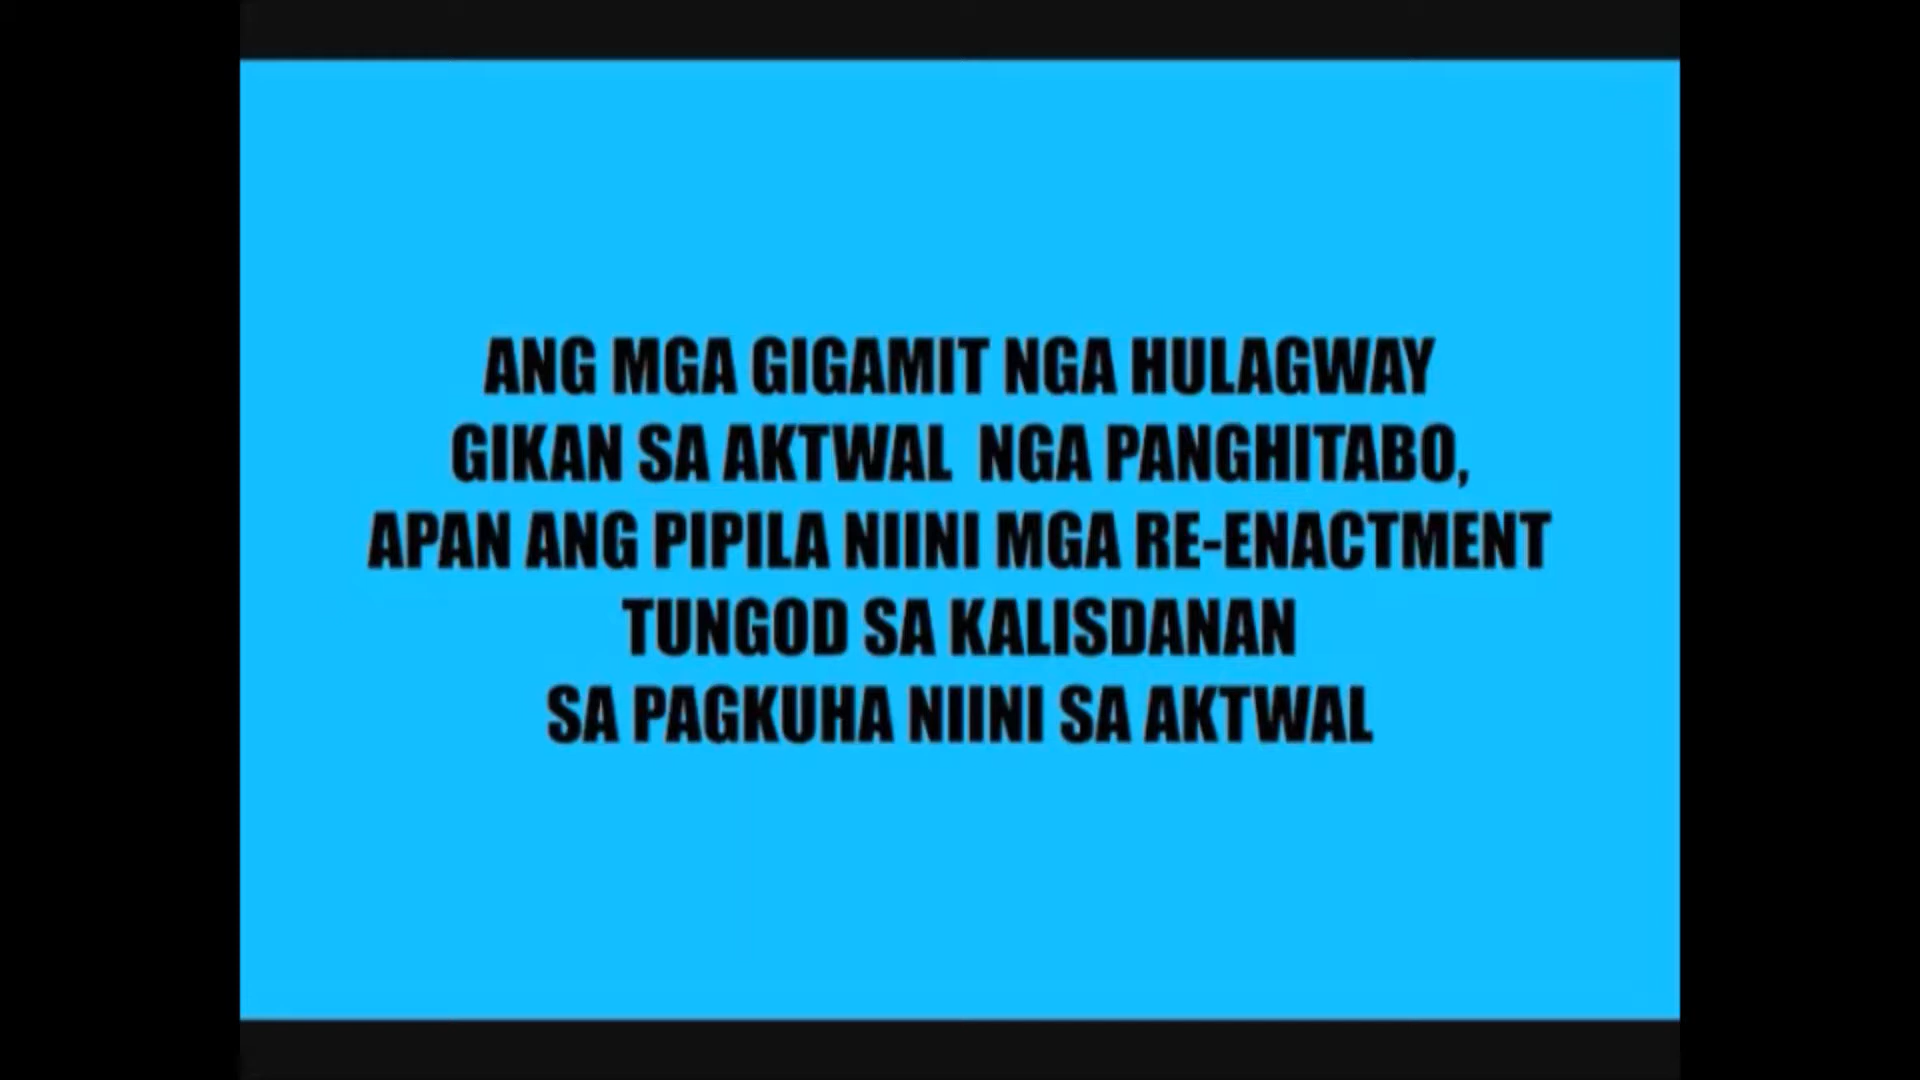 ANG MGA GIGAMIT NGA HULAGWAY
GIKAN SA AKTWAL NGA PANGHITABO,
APAN ANG PIPILA NIINI MGA RE-ENACTMENT
TUNGOD SA KALISDANAN
SA PAGKUHA NIINI SA AKTWAL